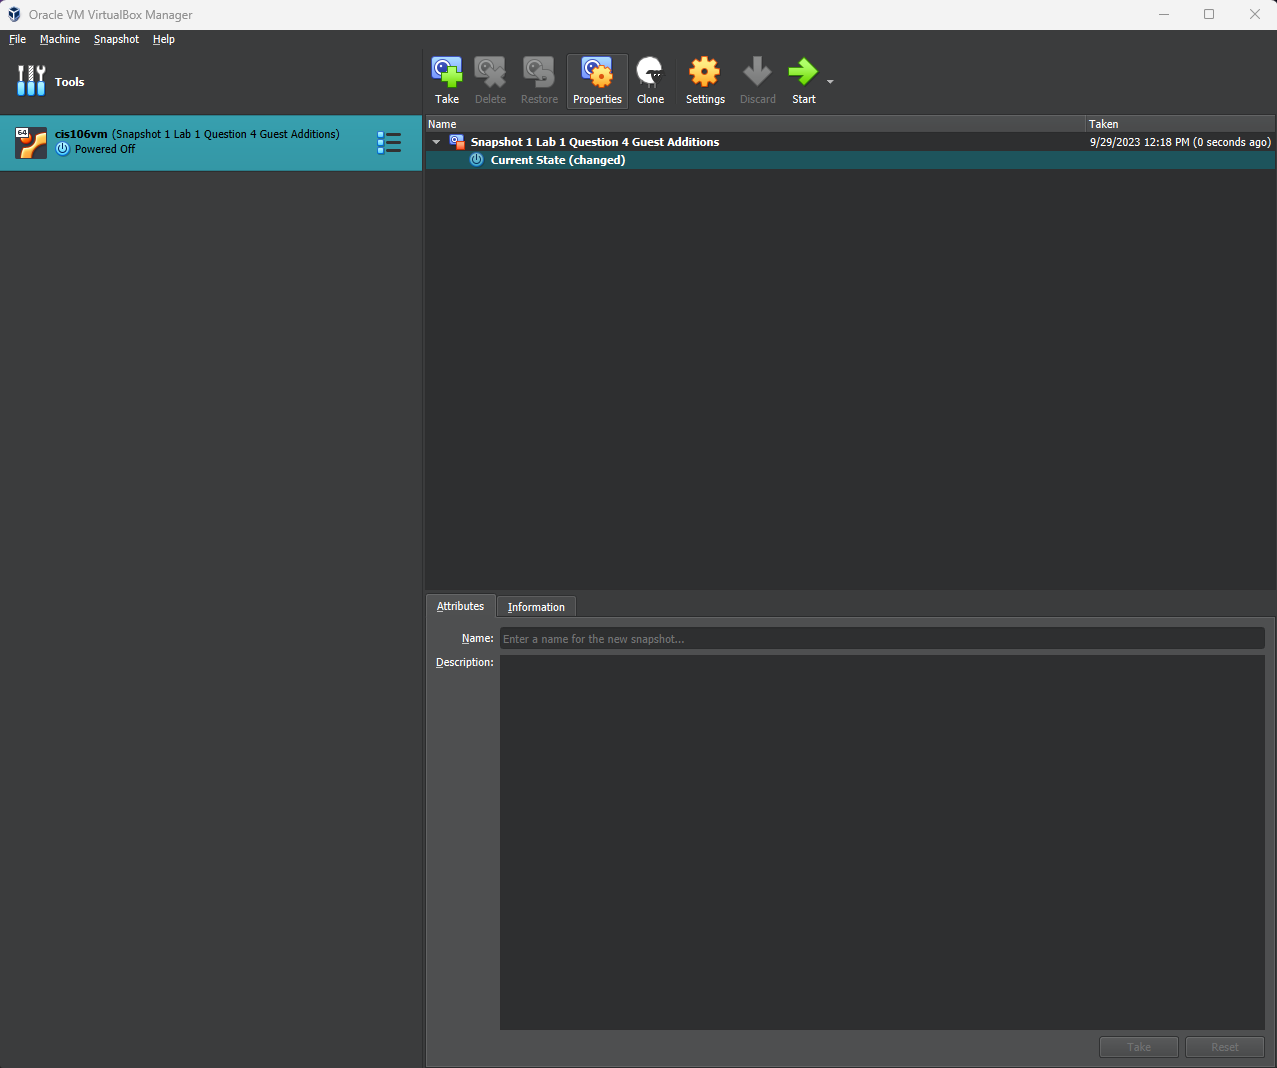 Oracle VM VirtualBox Manager
File Machine Snapshot Help
Tools
Take Delete Restore Properties Clone Settings Discard Start
64
cis106vm (Snapshot 1 Lab 1 Question 4 Guest Additions)
Powered Off
Name Taken
Snapshot 1 Lab 1 Question 4 Guest Additions 9/29/2023 12:18 PM (0 seconds ago)
Current State (changed)
Attributes Information
Name: Enter a name for the new snapshot...
Description:
Take Reset